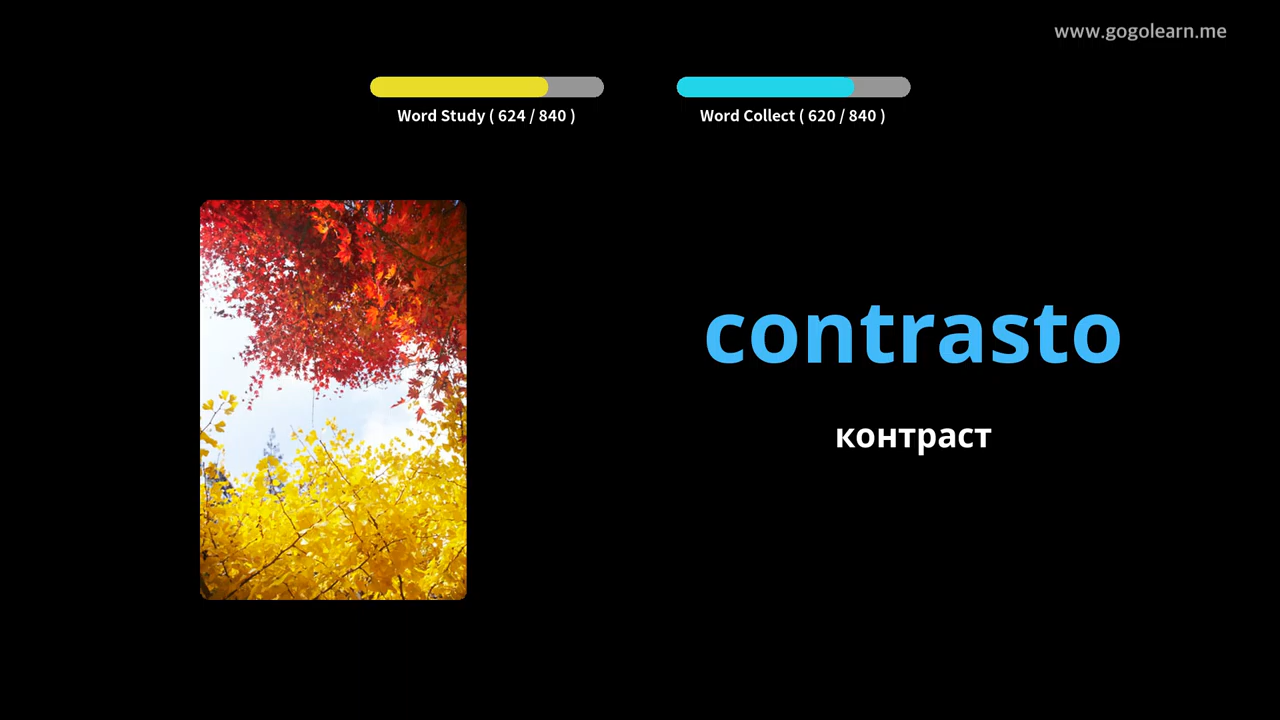 www.gogolearn.me
Word Study ( 624 / 840 )
Word Collect ( 620 / 840 )
contrasto
контраст